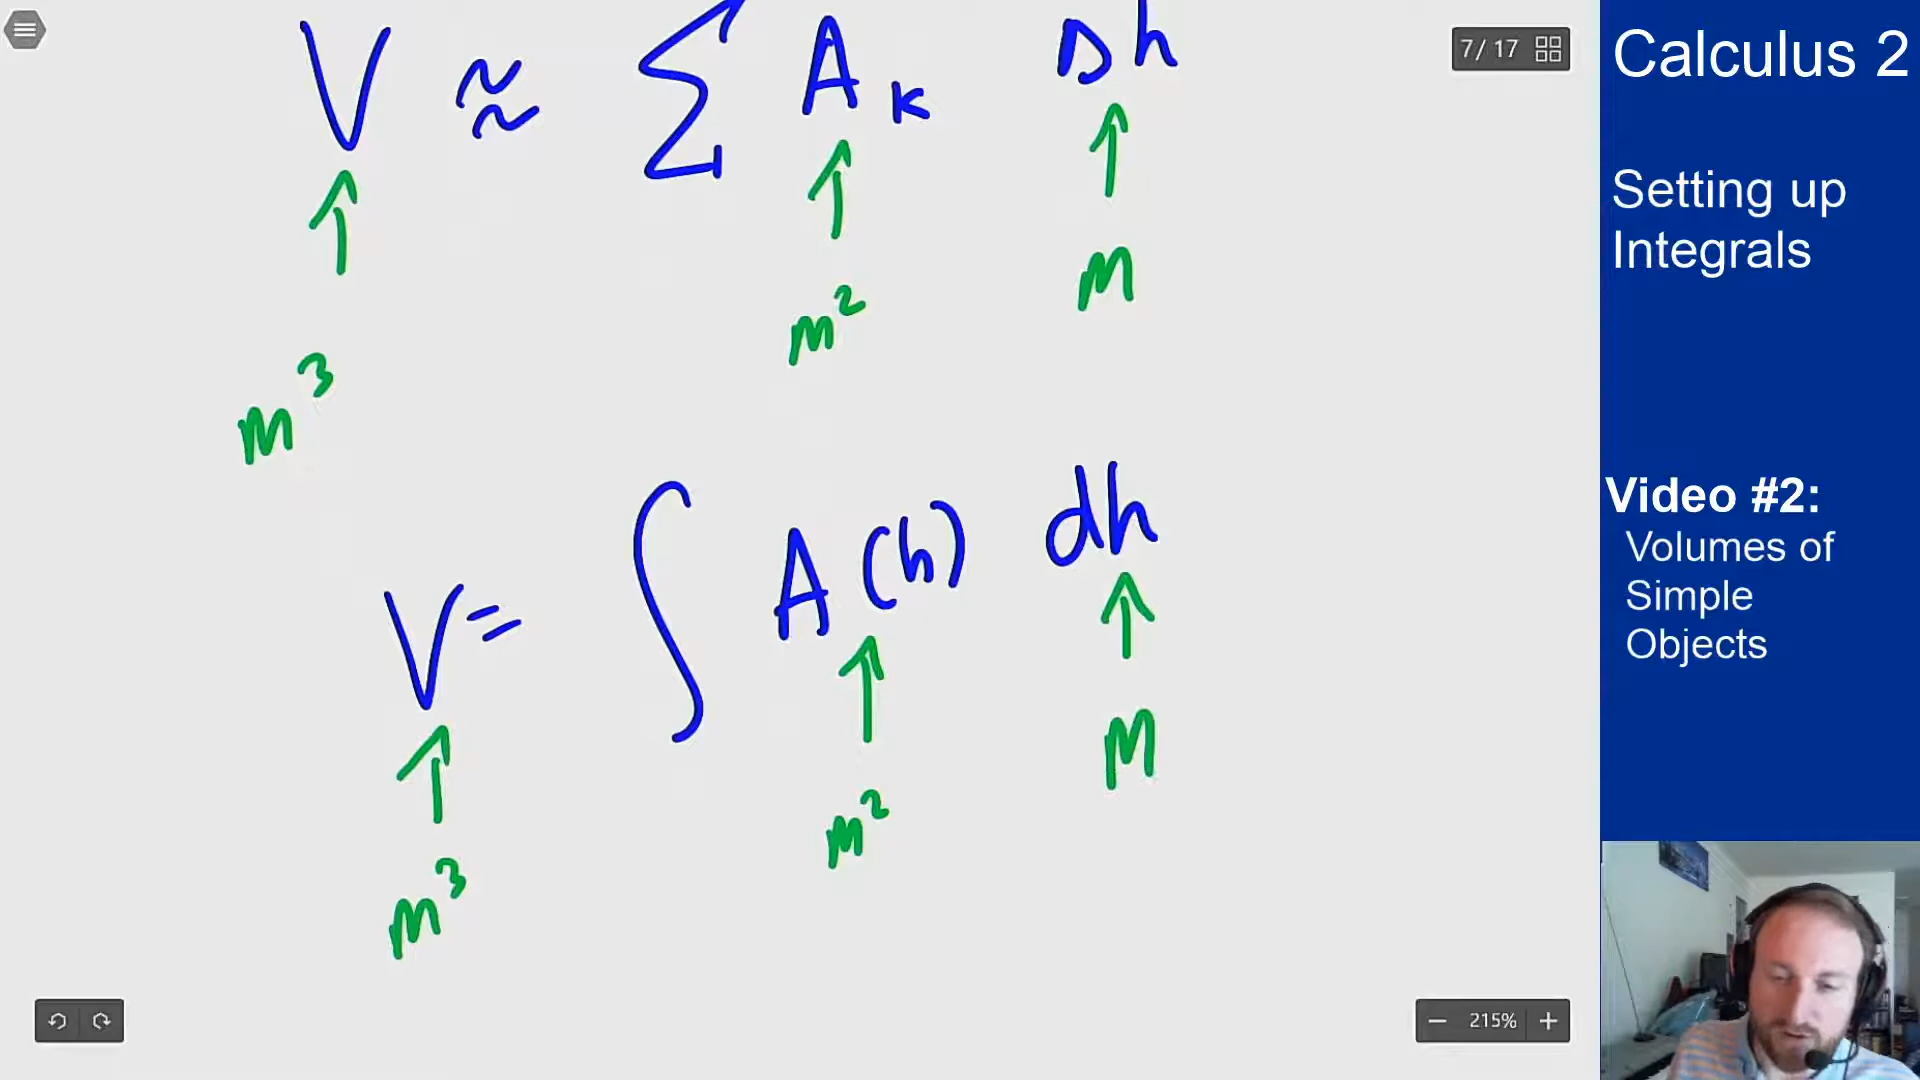 V ≈ ∑ A_k Δh
m³ m² m
V = ∫ A(h) dh
m³ m² m
7/ 17
215%
Calculus 2
Setting up
Integrals
Video #2:
Volumes of
Simple
Objects